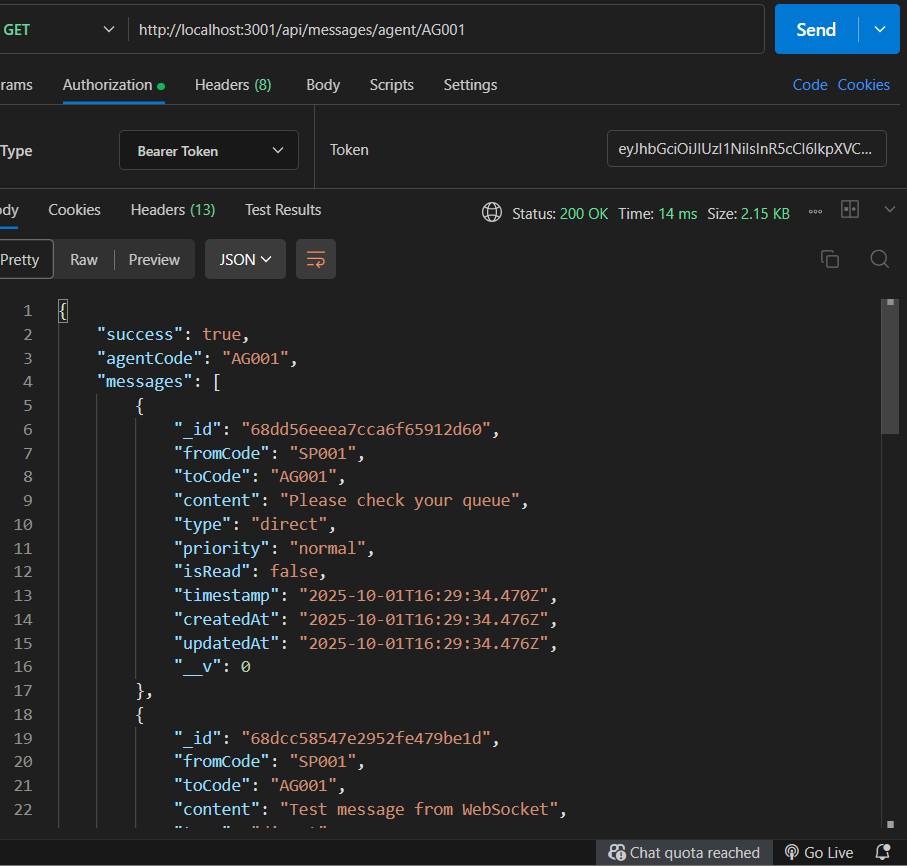 GET http://localhost:3001/api/messages/agent/AG001 Send
rams Authorization Headers (8) Body Scripts Settings Code Cookies
Type Bearer Token Token eyJhbGciOiJIUzI1NiIsInR5cCI6IkpXVC...
ody Cookies Headers (13) Test Results Status: 200 OK Time: 14 ms Size: 2.15 KB
Pretty Raw Preview JSON
1 {
2 "success": true,
3 "agentCode": "AG001",
4 "messages": [
5 {
6 "_id": "68dd56eeea7cca6f65912d60",
7 "fromCode": "SP001",
8 "toCode": "AG001",
9 "content": "Please check your queue",
10 "type": "direct",
11 "priority": "normal",
12 "isRead": false,
13 "timestamp": "2025-10-01T16:29:34.470Z",
14 "createdAt": "2025-10-01T16:29:34.476Z",
15 "updatedAt": "2025-10-01T16:29:34.476Z",
16 "__v": 0
17 },
18 {
19 "_id": "68dcc58547e2952fe479be1d",
20 "fromCode": "SP001",
21 "toCode": "AG001",
22 "content": "Test message from WebSocket",
Chat quota reached Go Live